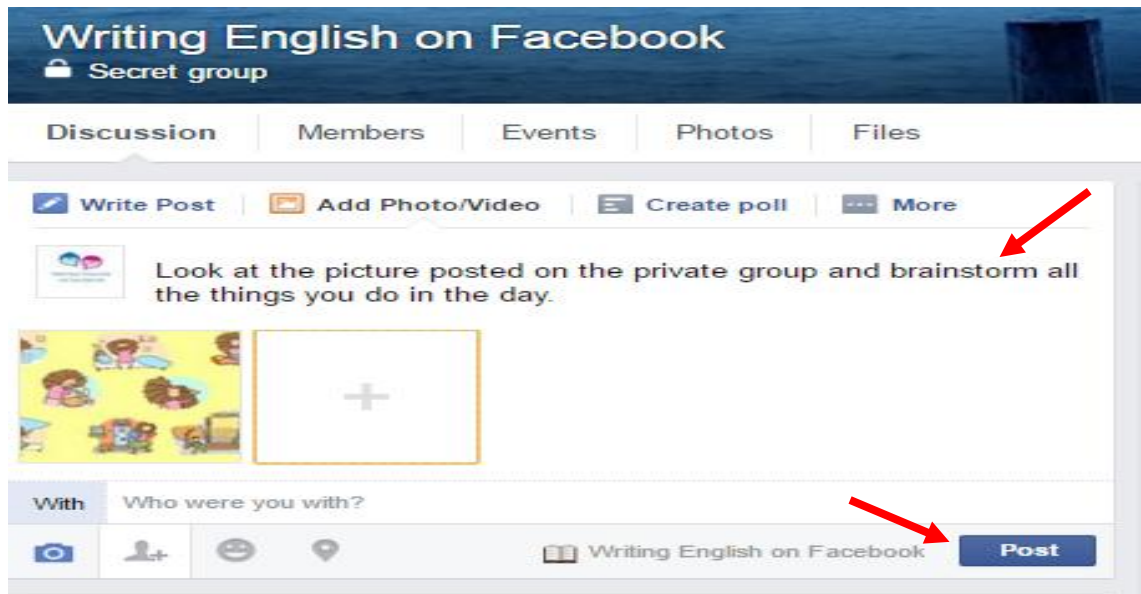 Writing English on Facebook
Secret group
Discussion Members Events Photos Files
Write Post Add Photo/Video Create poll More
Look at the picture posted on the private group and brainstorm all
the things you do in the day.
With Who were you with?
Writing English on Facebook Post